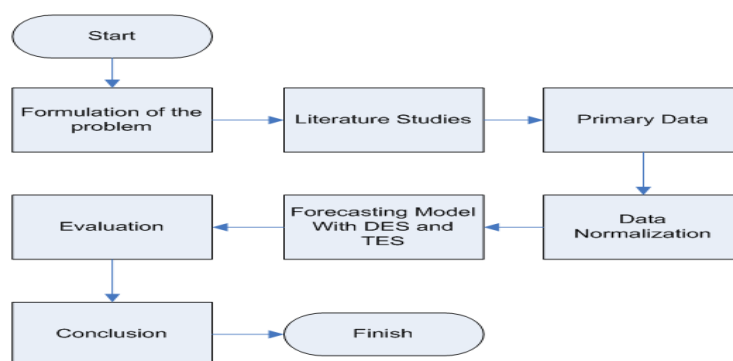 Start
Formulation of the
problem
Literature Studies
Primary Data
Data
Normalization
Forecasting Model
With DES and
TES
Evaluation
Conclusion
Finish